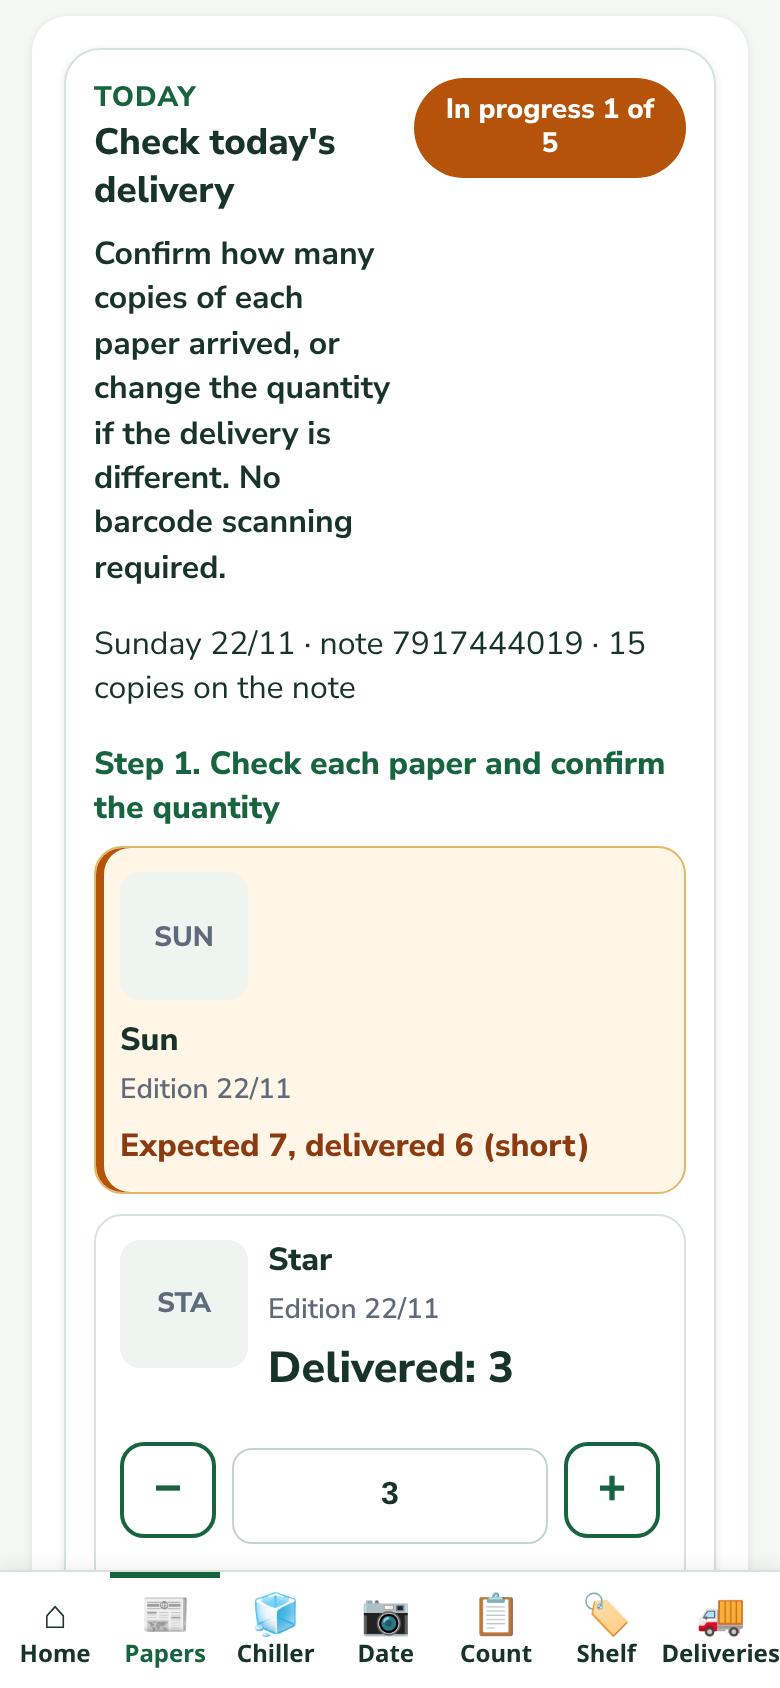 TODAY
Check today's
delivery
In progress 1 of
5
Confirm how many
copies of each
paper arrived, or
change the quantity
if the delivery is
different. No
barcode scanning
required.
Sunday 22/11 · note 7917444019 · 15
copies on the note
Step 1. Check each paper and confirm
the quantity
SUN
Sun
Edition 22/11
Expected 7, delivered 6 (short)
STA
Star
Edition 22/11
Delivered: 3
− 3 +
Home Papers Chiller Date Count Shelf Deliveries